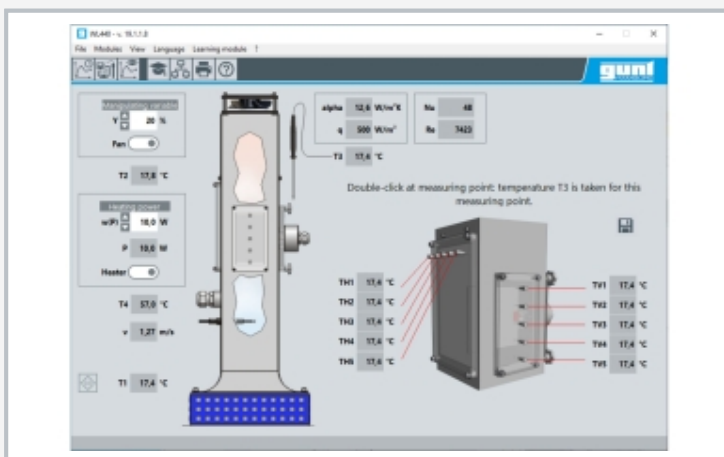 WL440 - v. 19.1.1.0
File Modules View Language Learning module ?
gunt
Manipulating variable
Y 20 %
Fan
T2 17,8 °C
Heating power
w(P) 10,0 W
P 10,0 W
Heater
T4 57,0 °C
v 1,27 m/s
T1 17,4 °C
alpha 12,6 W/m²K
q 500 W/m²
Nu 48
Re 7423
T3 17,4 °C
Double-click at measuring point: temperature T3 is taken for this
measuring point.
TH1 17,4 °C
TH2 17,4 °C
TH3 17,4 °C
TH4 17,4 °C
TH5 17,4 °C
TV1 17,4 °C
TV2 17,4 °C
TV3 17,4 °C
TV4 17,4 °C
TV5 17,4 °C